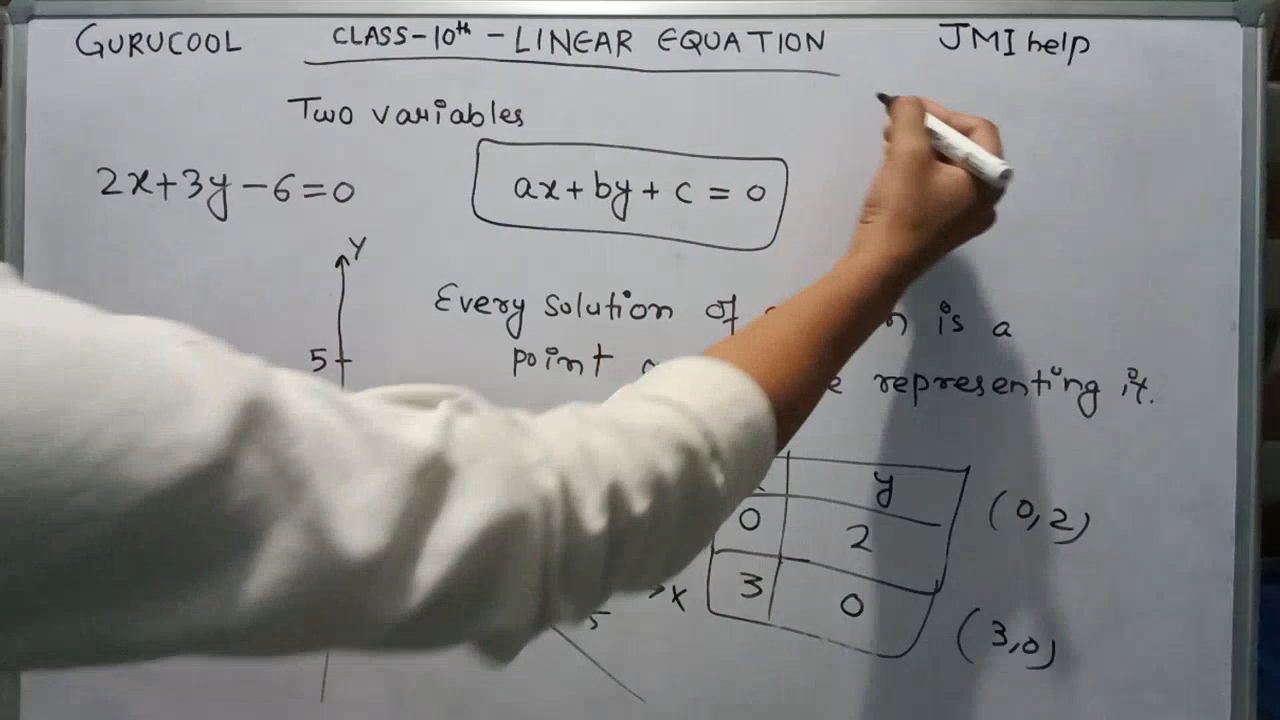 GURUCOOL
CLASS-10th - LINEAR EQUATION
JMI help
Two variables
2x+3y-6=0
ax+by+c=0
Y
5
Every solution of is a
point representing it.
y
0 2
(0,2)
3 0
(3,0)
X
5